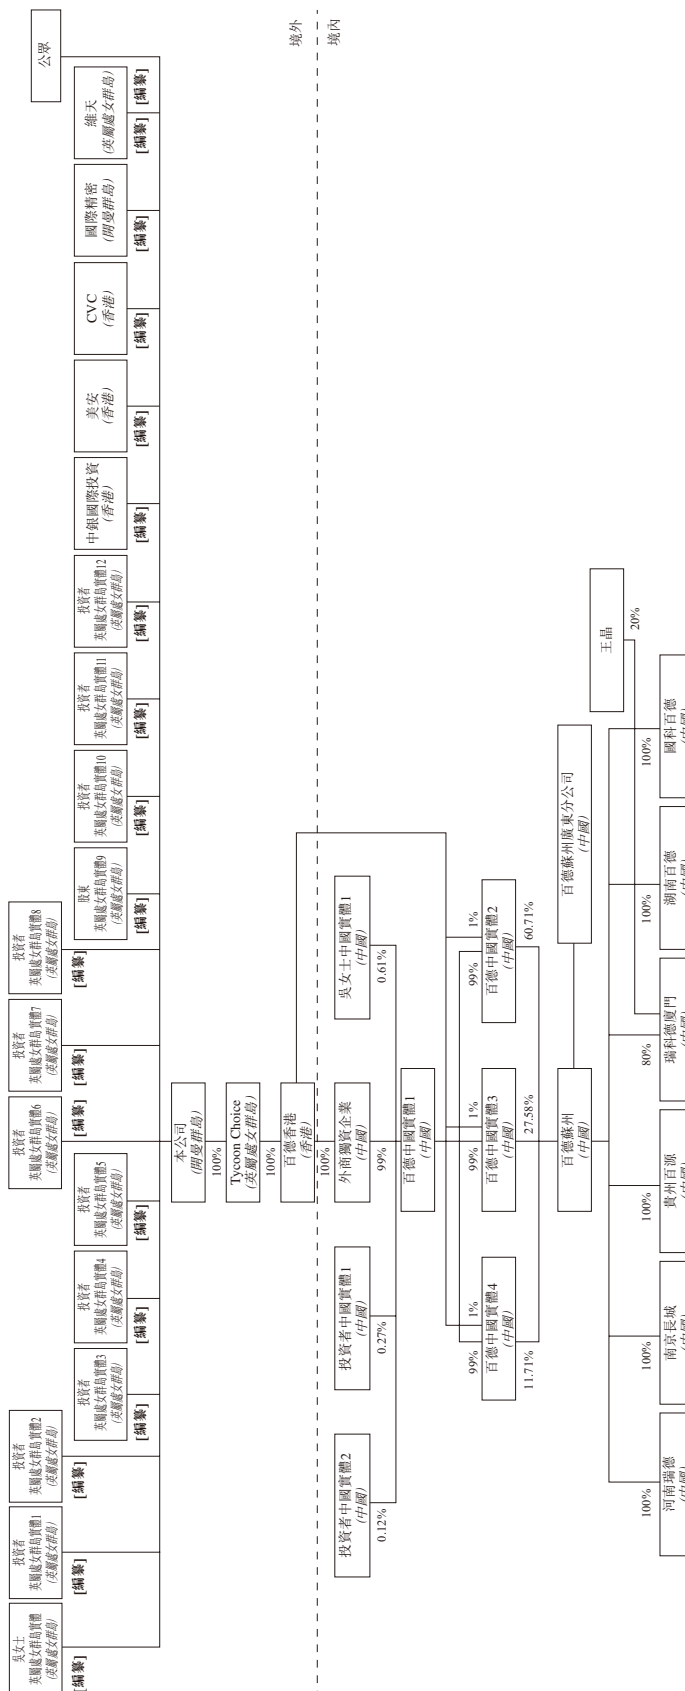 公眾
維天
(英屬處女群島)
[編纂]
[編纂]
國際精密
(開曼群島)
[編纂]
CVC
(香港)
[編纂]
美安
(香港)
[編纂]
中銀國際投資
(香港)
[編纂]
投資者
英屬處女群島實體12
(英屬處女群島)
[編纂]
投資者
英屬處女群島實體11
(英屬處女群島)
[編纂]
投資者
英屬處女群島實體10
(英屬處女群島)
[編纂]
股東
英屬處女群島實體9
(英屬處女群島)
[編纂]
投資者
英屬處女群島實體8
(英屬處女群島)
[編纂]
投資者
英屬處女群島實體7
(英屬處女群島)
[編纂]
投資者
英屬處女群島實體6
(英屬處女群島)
[編纂]
投資者
英屬處女群島實體5
(英屬處女群島)
[編纂]
投資者
英屬處女群島實體4
(英屬處女群島)
[編纂]
投資者
英屬處女群島實體3
(英屬處女群島)
[編纂]
投資者
英屬處女群島實體2
(英屬處女群島)
[編纂]
投資者
英屬處女群島實體1
(英屬處女群島)
[編纂]
吳女士
英屬處女群島實體
(英屬處女群島)
[編纂]
本公司
(開曼群島)
100%
Tycoon Choice
(英屬處女群島)
100%
百德香港
(香港)
100%
境外
境內
投資者中國實體2
(中國)
0.12%
投資者中國實體1
(中國)
0.27%
外商獨資企業
(中國)
99%
吳女士中國實體1
(中國)
0.61%
百德中國實體1
(中國)
99%
1%
百德中國實體4
(中國)
11.71%
99%
1%
百德中國實體3
(中國)
27.58%
99%
1%
百德中國實體2
(中國)
60.71%
百德蘇州
(中國)
百德蘇州廣東分公司
(中國)
王晶
20%
100%
河南瑞德
(中國)
100%
南京長城
(中國)
100%
貴州百源
(中國)
80%
瑞科德廈門
(中國)
100%
湖南百德
(中國)
100%
國科百德
(中國)